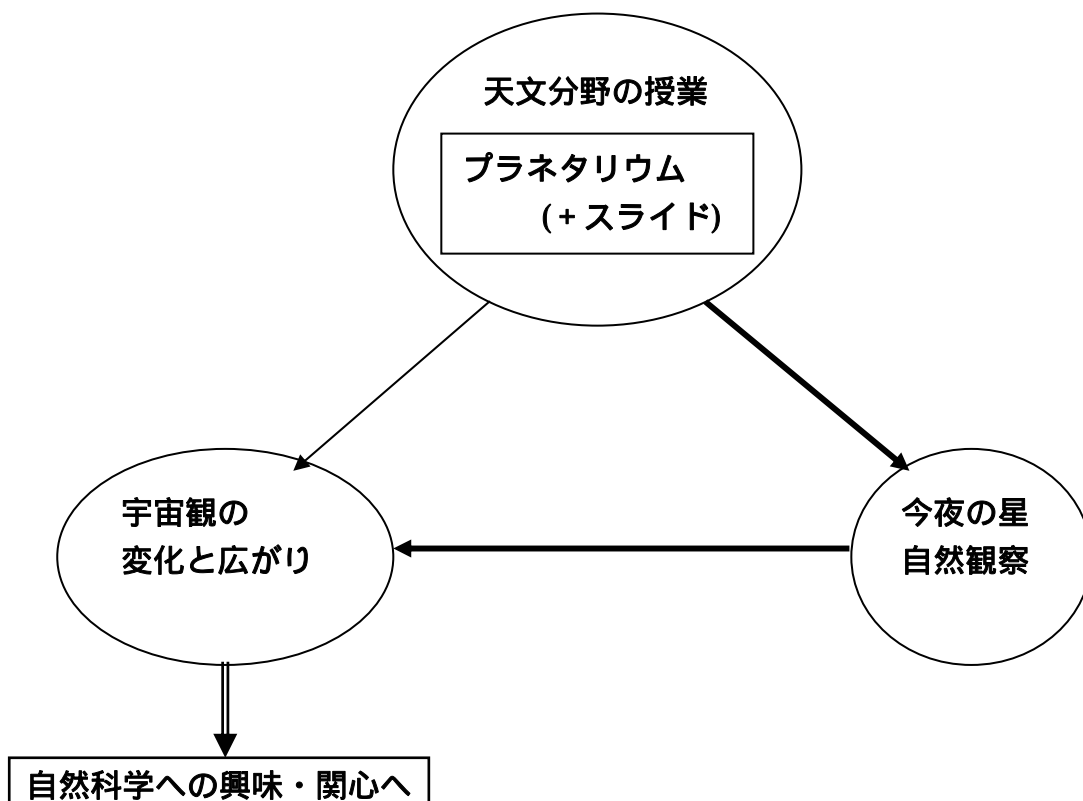 天文分野の授業
プラネタリウム
(+スライド)
宇宙観の
変化と広がり
今夜の星
自然観察
自然科学への興味・関心へ